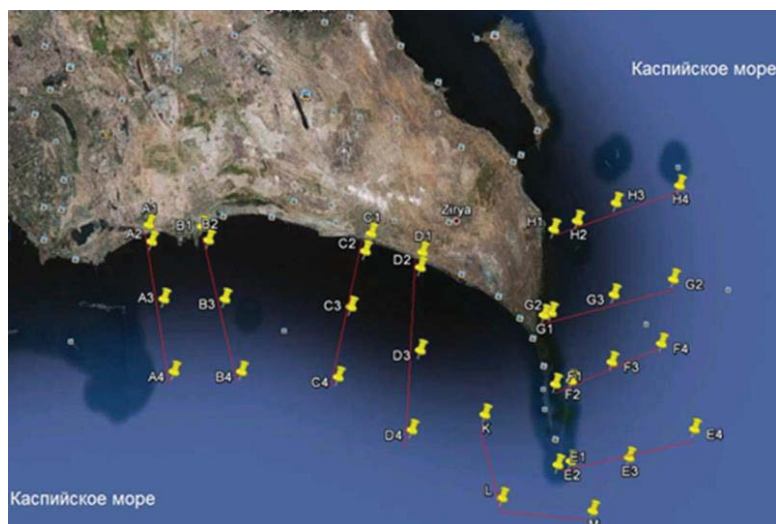 Каспийское море
A1
A2
B1
B2
C1
C2
D1
D2
Zirya
H1
H2
H3
H4
A3
B3
C3
D3
G2
G1
G3
G2
A4
B4
C4
D4
F1
F2
F3
F4
K
L
E1
E2
E3
E4
Каспийское море